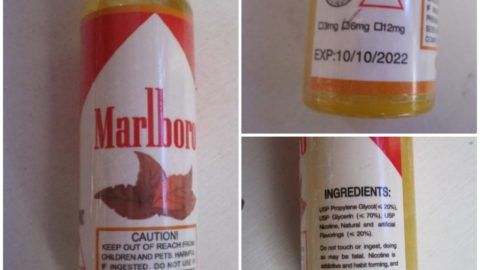 Marlboro
CAUTION!
KEEP OUT OF REACH FROM
CHILDREN AND PETS. HARMFUL
IF INGESTED. DO NOT USE IF
3mg 6mg 12mg
EXP:10/10/2022
INGREDIENTS:
USP Propylene Glycol(≤ 20%),
USP Glycerin (≤ 70%), USP
Nicotine, Natural and artificial
Flavorings (≤ 20%).
Do not touch or ingest, doing
as may be fatal. Nicotine is
addictive and habit forming, and